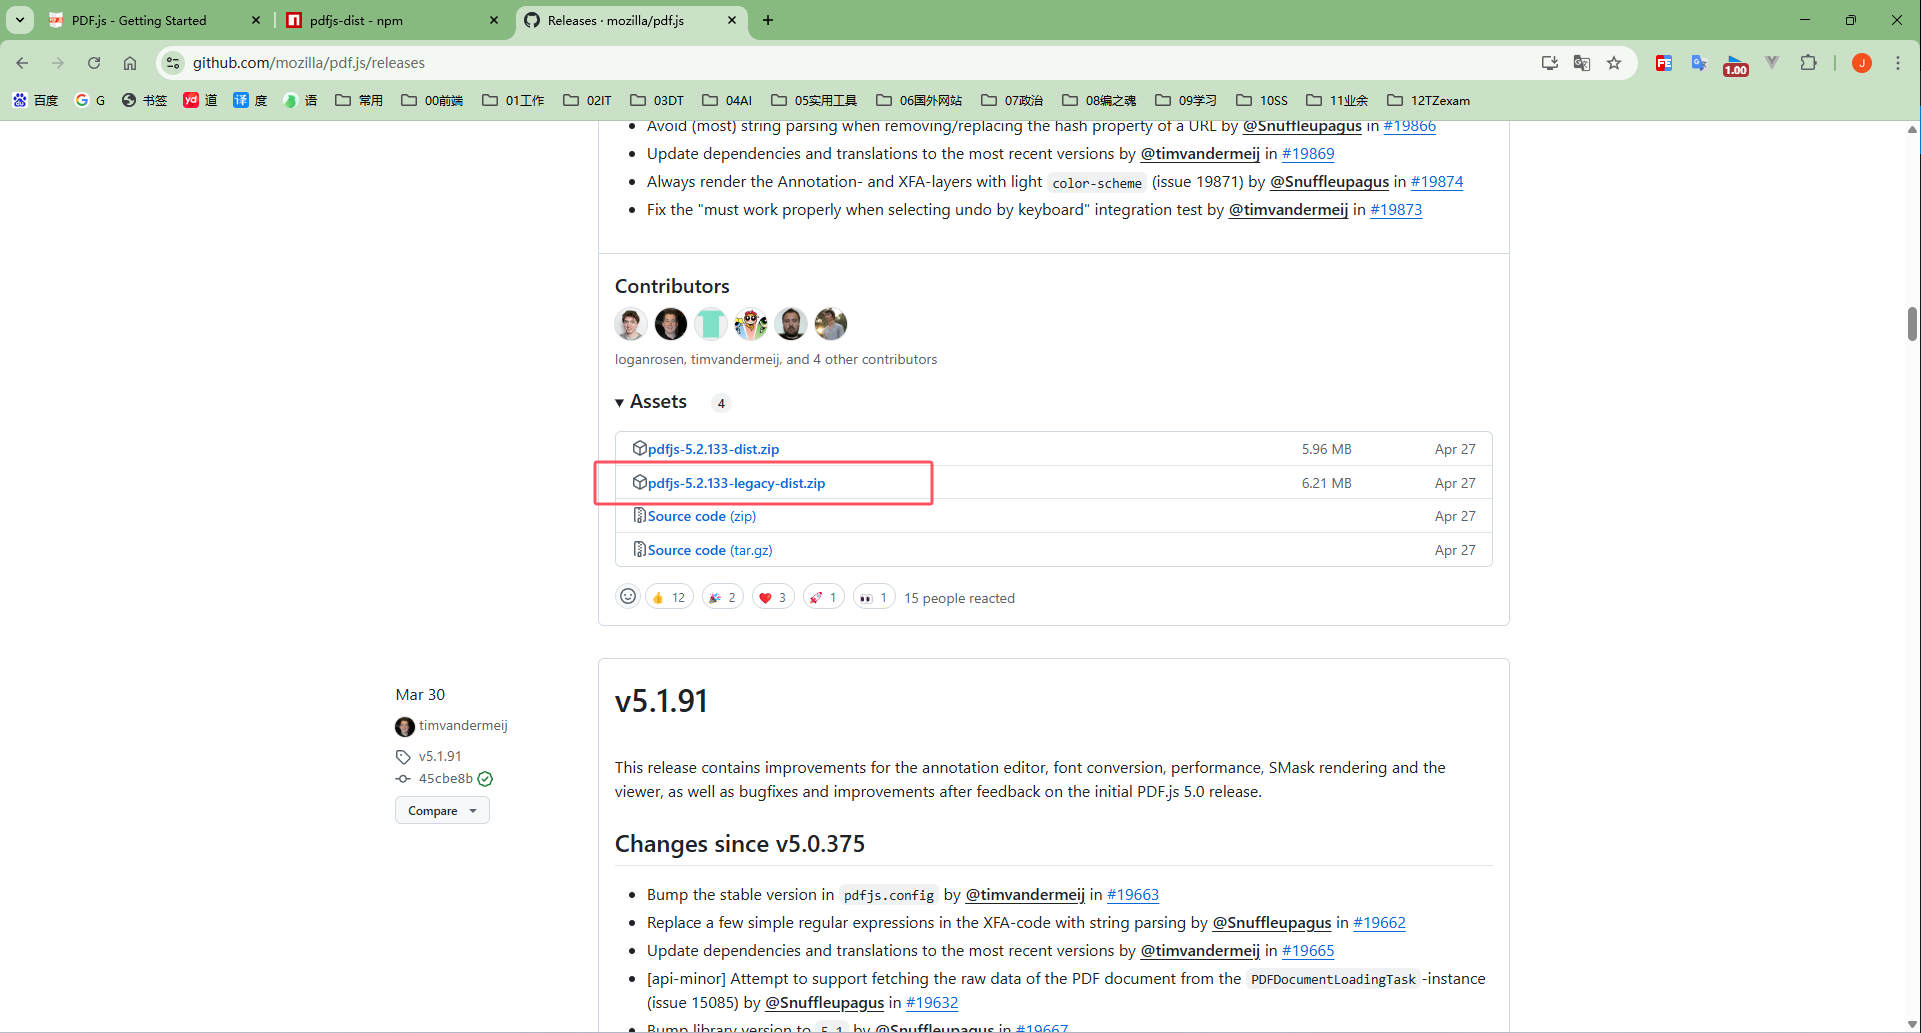 PDF.js - Getting Started
pdfjs-dist - npm
Releases · mozilla/pdf.js
github.com/mozilla/pdf.js/releases
1.00
J
百度 G 书签 yd 道 译 度 语 常用 00前端 01工作 02IT 03DT 04AI 05实用工具 06国外网站 07政治 08编之魂 09学习 10SS 11业余 12TZexam
Avoid (most) string parsing when removing/replacing the hash property of a URL by @Snuffleupagus in #19866
Update dependencies and translations to the most recent versions by @timvandermeij in #19869
Always render the Annotation- and XFA-layers with light color-scheme (issue 19871) by @Snuffleupagus in #19874
Fix the "must work properly when selecting undo by keyboard" integration test by @timvandermeij in #19873
Contributors
loganrosen, timvandermeij, and 4 other contributors
Assets 4
pdfjs-5.2.133-dist.zip 5.96 MB Apr 27
pdfjs-5.2.133-legacy-dist.zip 6.21 MB Apr 27
Source code (zip) Apr 27
Source code (tar.gz) Apr 27
12 2 3 1 1 15 people reacted
Mar 30
timvandermeij
v5.1.91
45cbe8b
Compare
v5.1.91
This release contains improvements for the annotation editor, font conversion, performance, SMask rendering and the
viewer, as well as bugfixes and improvements after feedback on the initial PDF.js 5.0 release.
Changes since v5.0.375
Bump the stable version in pdfjs.config by @timvandermeij in #19663
Replace a few simple regular expressions in the XFA-code with string parsing by @Snuffleupagus in #19662
Update dependencies and translations to the most recent versions by @timvandermeij in #19665
[api-minor] Attempt to support fetching the raw data of the PDF document from the PDFDocumentLoadingTask-instance
(issue 15085) by @Snuffleupagus in #19632
Bump library version to 5.1 by @Snuffleupagus in #19667